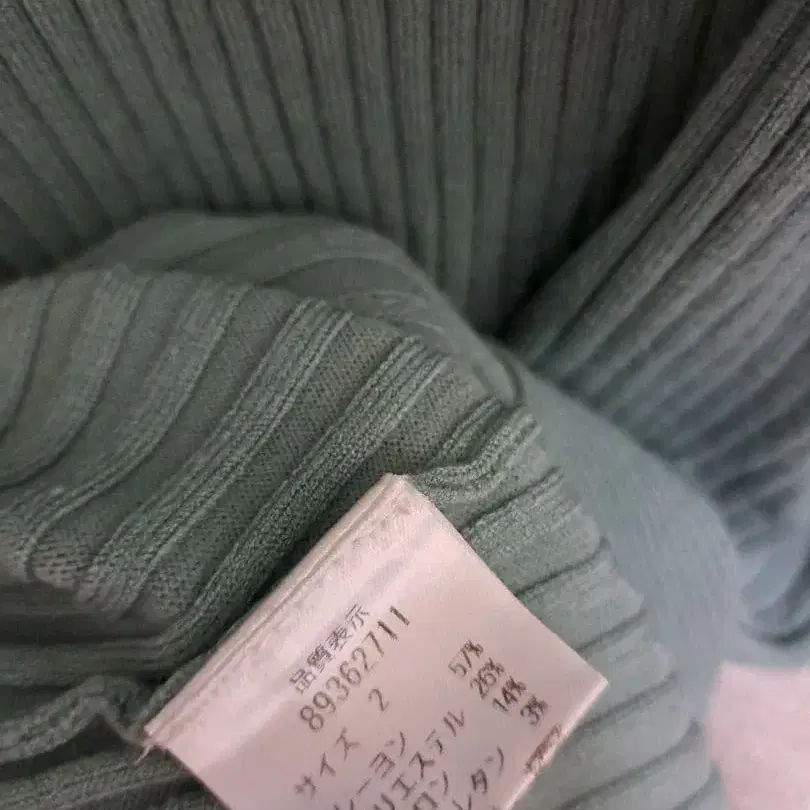 品質表示
89362711
サイズ 2
レーヨン 57%
リエステル 26%
ロン 14%
レタン 3%